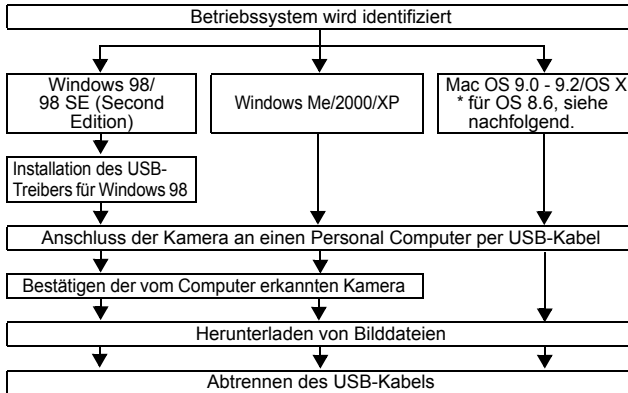 Betriebssystem wird identifiziert
Windows 98/
98 SE (Second
Edition)
Windows Me/2000/XP
Mac OS 9.0 - 9.2/OS X
* für OS 8.6, siehe
nachfolgend.
Installation des USB-
Treibers für Windows 98
Anschluss der Kamera an einen Personal Computer per USB-Kabel
Bestätigen der vom Computer erkannten Kamera
Herunterladen von Bilddateien
Abtrennen des USB-Kabels